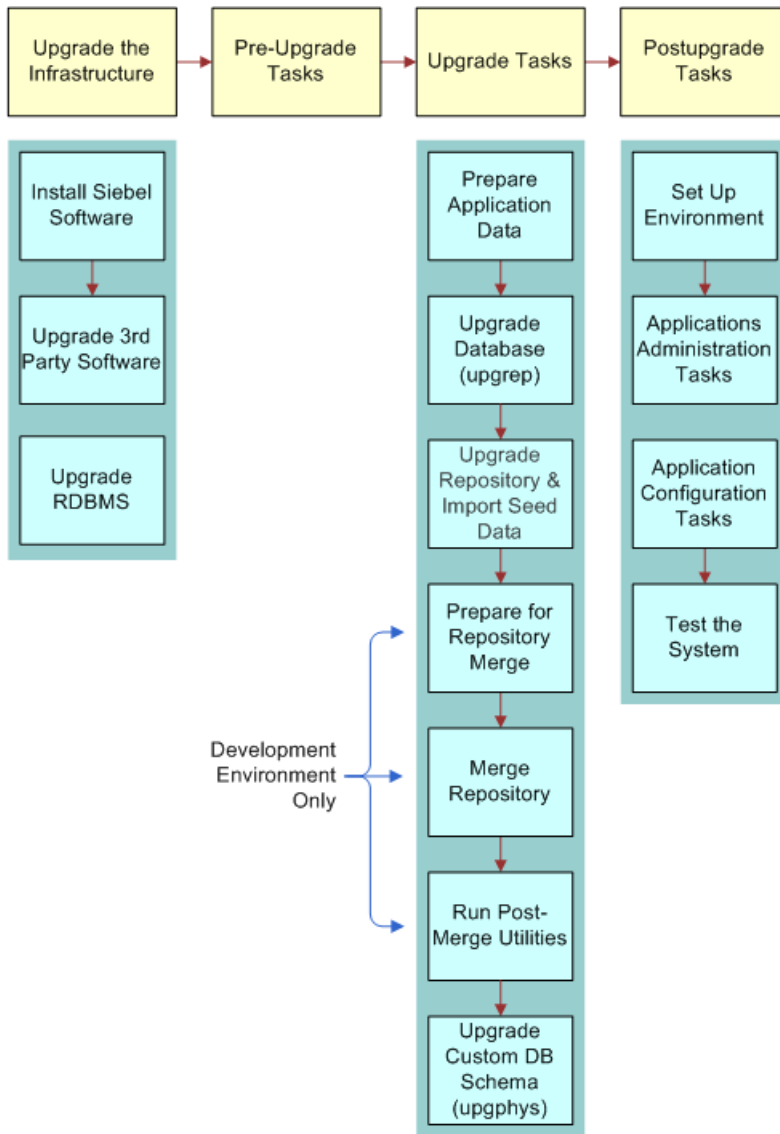 Upgrade the
Infrastructure
Pre-Upgrade
Tasks
Upgrade Tasks
Postupgrade
Tasks
Install Siebel
Software
Upgrade 3rd
Party Software
Upgrade
RDBMS
Prepare
Application
Data
Upgrade
Database
(upgrep)
Upgrade
Repository &
Import Seed
Data
Prepare for
Repository
Merge
Merge
Repository
Run Post-
Merge Utilities
Upgrade
Custom DB
Schema
(upgphys)
Development
Environment
Only
Set Up
Environment
Applications
Administration
Tasks
Application
Configuration
Tasks
Test the
System